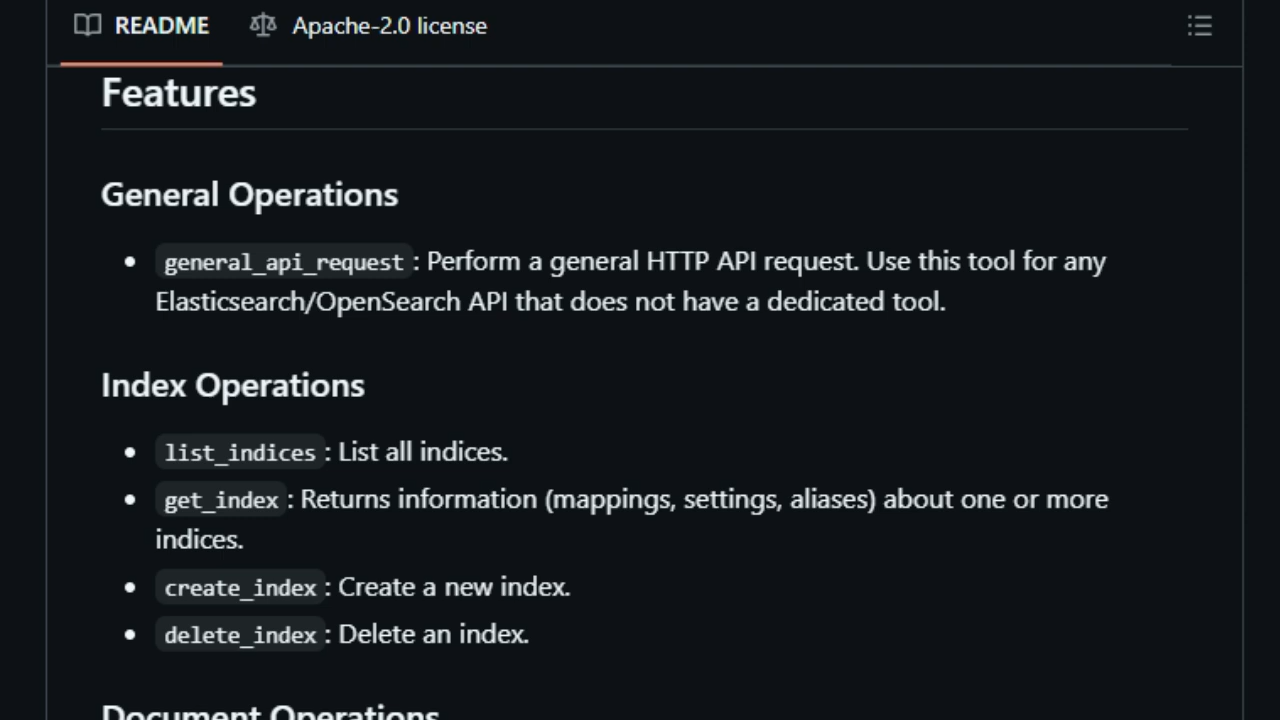 README
Apache-2.0 license
Features
General Operations
general_api_request: Perform a general HTTP API request. Use this tool for any
Elasticsearch/OpenSearch API that does not have a dedicated tool.
Index Operations
list_indices: List all indices.
get_index: Returns information (mappings, settings, aliases) about one or more
indices.
create_index: Create a new index.
delete_index: Delete an index.
Document Operations